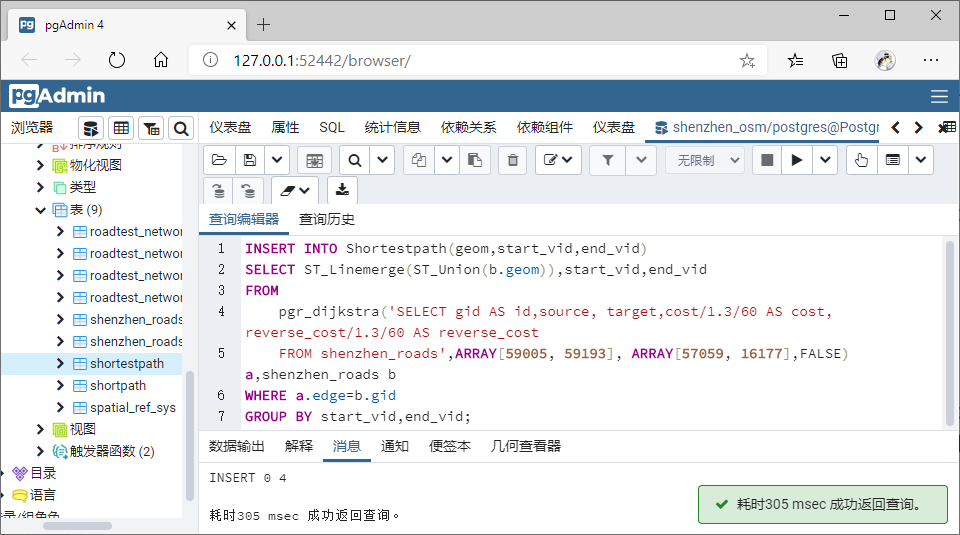 pgAdmin 4
127.0.0.1:52442/browser/
pgAdmin
浏览器
仪表盘 属性 SQL 统计信息 依赖关系 依赖组件 仪表盘 shenzhen_osm/postgres@Postgr
排序规则
物化视图
类型
表 (9)
roadtest_networ
roadtest_networ
roadtest_networ
roadtest_networ
shenzhen_roads
shenzhen_roads
shortestpath
shortpath
spatial_ref_sys
视图
触发器函数 (2)
目录
语言
登录/组角色
无限制
查询编辑器 查询历史
1 INSERT INTO Shortestpath(geom,start_vid,end_vid)
2 SELECT ST_Linemerge(ST_Union(b.geom)),start_vid,end_vid
3 FROM
4 pgr_dijkstra('SELECT gid AS id,source, target,cost/1.3/60 AS cost,
reverse_cost/1.3/60 AS reverse_cost
5 FROM shenzhen_roads',ARRAY[59005, 59193], ARRAY[57059, 16177],FALSE)
a,shenzhen_roads b
6 WHERE a.edge=b.gid
7 GROUP BY start_vid,end_vid;
数据输出 解释 消息 通知 便签本 几何查看器
INSERT 0 4
耗时305 msec 成功返回查询。
耗时305 msec 成功返回查询。